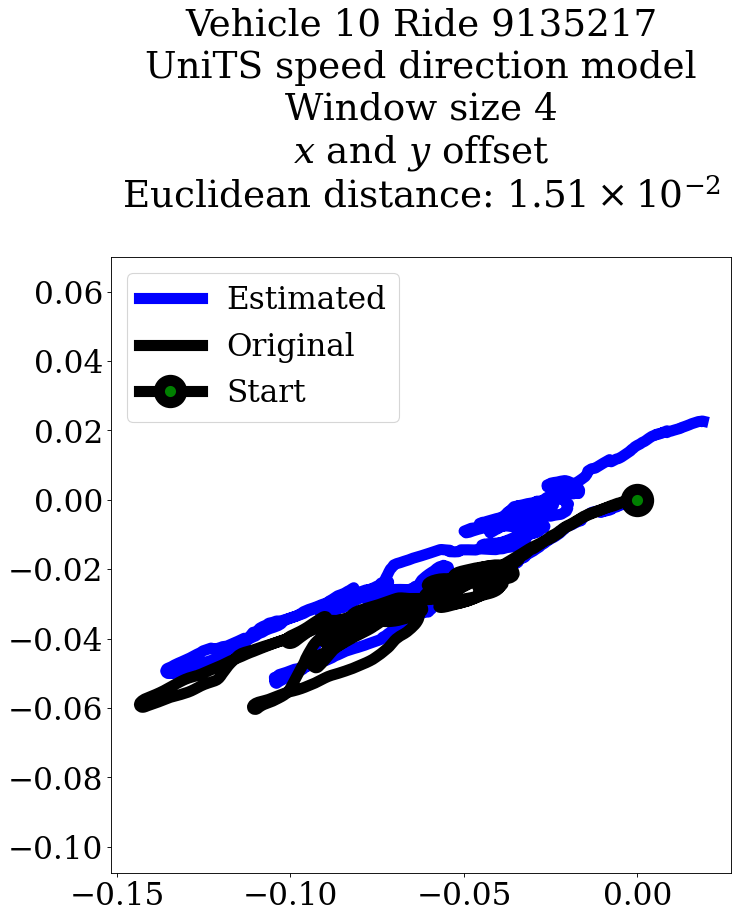 Vehicle 10 Ride 9135217
UniTS speed direction model
Window size 4
x and y offset
Euclidean distance: 1.51 × 10⁻²
Estimated
Original
Start
0.06
0.04
0.02
0.00
−0.02
−0.04
−0.06
−0.08
−0.10
−0.15 −0.10 −0.05 0.00